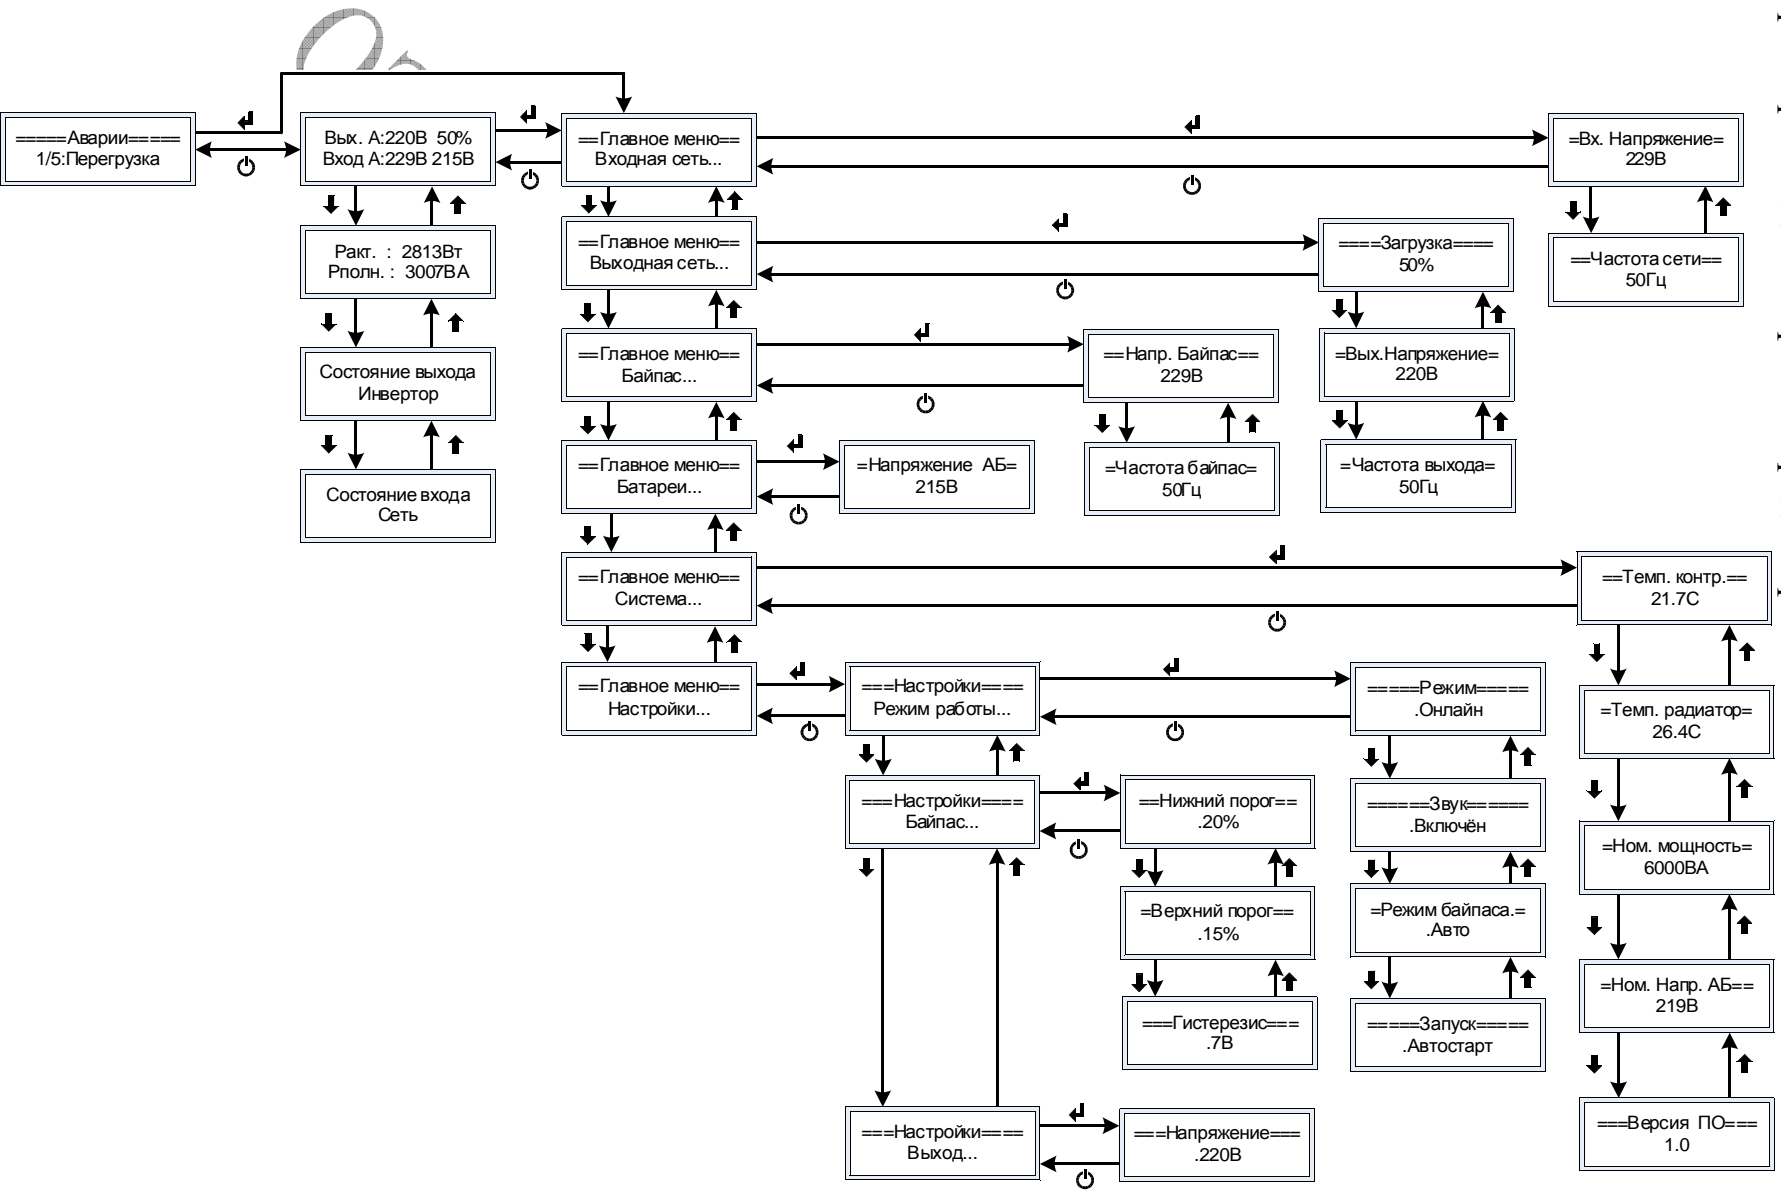 =====Аварии=====
1/5:Перегрузка
Вых. А:220В 50%
Вход А:229В 215В
Ракт. : 2813Вт
Рполн. : 3007ВА
Состояние выхода
Инвертор
Состояние входа
Сеть
==Главное меню==
Входная сеть...
=Вх. Напряжение=
229В
==Частота сети==
50Гц
==Главное меню==
Выходная сеть...
====Загрузка====
50%
=Вых.Напряжение=
220В
=Частота выхода=
50Гц
==Главное меню==
Байпас...
==Напр. Байпас==
229В
=Частота байпас=
50Гц
==Главное меню==
Батареи...
=Напряжение АБ=
215В
==Главное меню==
Система...
==Темп. контр.==
21.7С
=Темп. радиатор=
26.4С
=Ном. мощность=
6000ВА
=Ном. Напр. АБ==
219В
===Версия ПО===
1.0
==Главное меню==
Настройки...
===Настройки====
Режим работы...
=====Режим=====
.Онлайн
======Звук======
.Включён
=Режим байпаса.=
.Авто
=====Запуск=====
.Автостарт
===Настройки====
Байпас...
==Нижний порог==
.20%
=Верхний порог==
.15%
===Гистерезис===
.7В
===Настройки====
Выход...
===Напряжение===
.220В